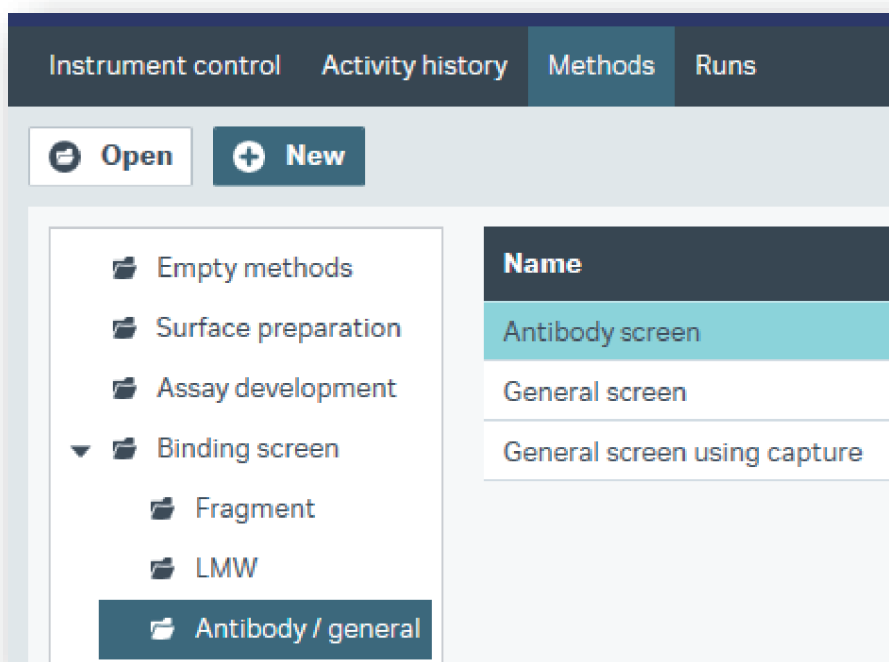 Instrument control Activity history Methods Runs
Open New
Empty methods
Surface preparation
Assay development
Binding screen
Fragment
LMW
Antibody / general
Name
Antibody screen
General screen
General screen using capture